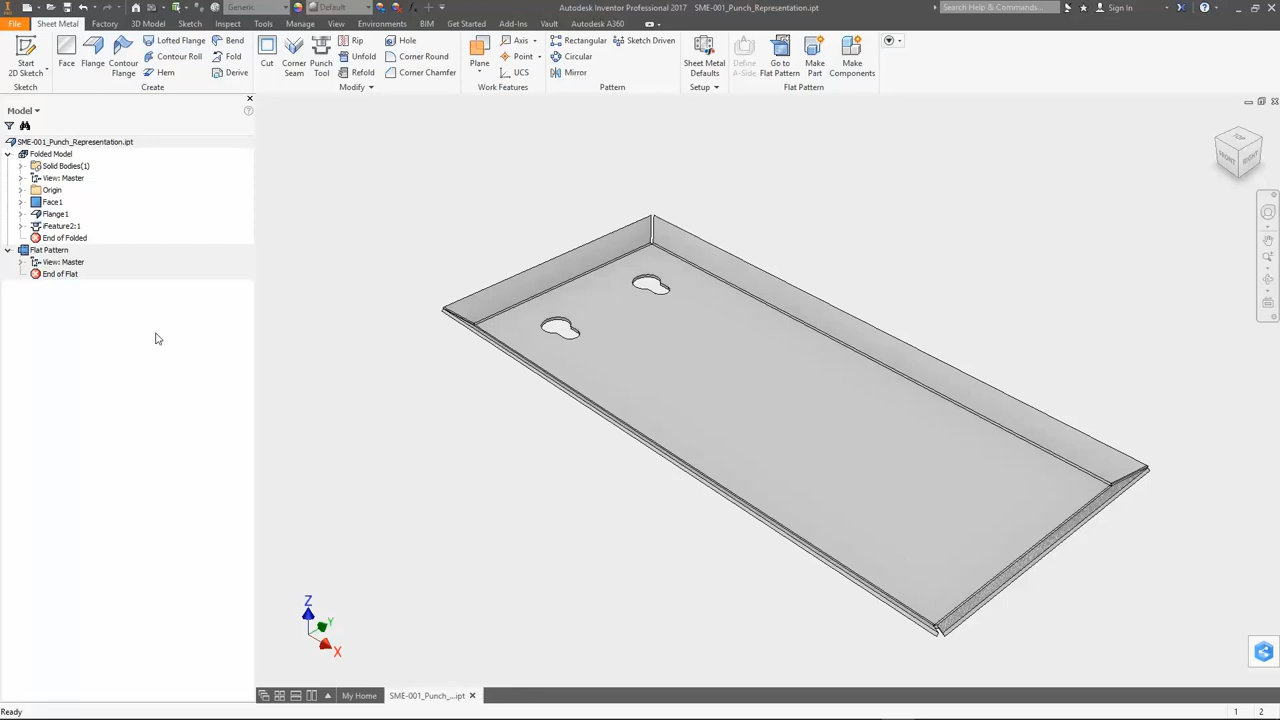 Generic
Default
Autodesk Inventor Professional 2017
SME-001_Punch_Representation.ipt
Search Help & Commands...
Sign In
File
Sheet Metal
Factory
3D Model
Sketch
Inspect
Tools
Manage
View
Environments
BIM
Get Started
Add-Ins
Vault
Autodesk A360
Start
2D Sketch
Face
Flange
Contour
Flange
Lofted Flange
Contour Roll
Hem
Bend
Fold
Derive
Cut
Corner
Seam
Punch
Tool
Rip
Unfold
Refold
Hole
Corner Round
Corner Chamfer
Plane
Axis
Point
UCS
Rectangular
Circular
Mirror
Sketch Driven
Sheet Metal
Defaults
Define
A-Side
Go to
Flat Pattern
Make
Part
Make
Components
Sketch
Create
Modify
Work Features
Pattern
Setup
Flat Pattern
Model
SME-001_Punch_Representation.ipt
Folded Model
Solid Bodies(1)
View: Master
Origin
Face1
Flange1
iFeature2:1
End of Folded
Flat Pattern
View: Master
End of Flat
TOP
FRONT
RIGHT
Z
Y
X
My Home
SME-001_Punch_...ipt
Ready
1
2